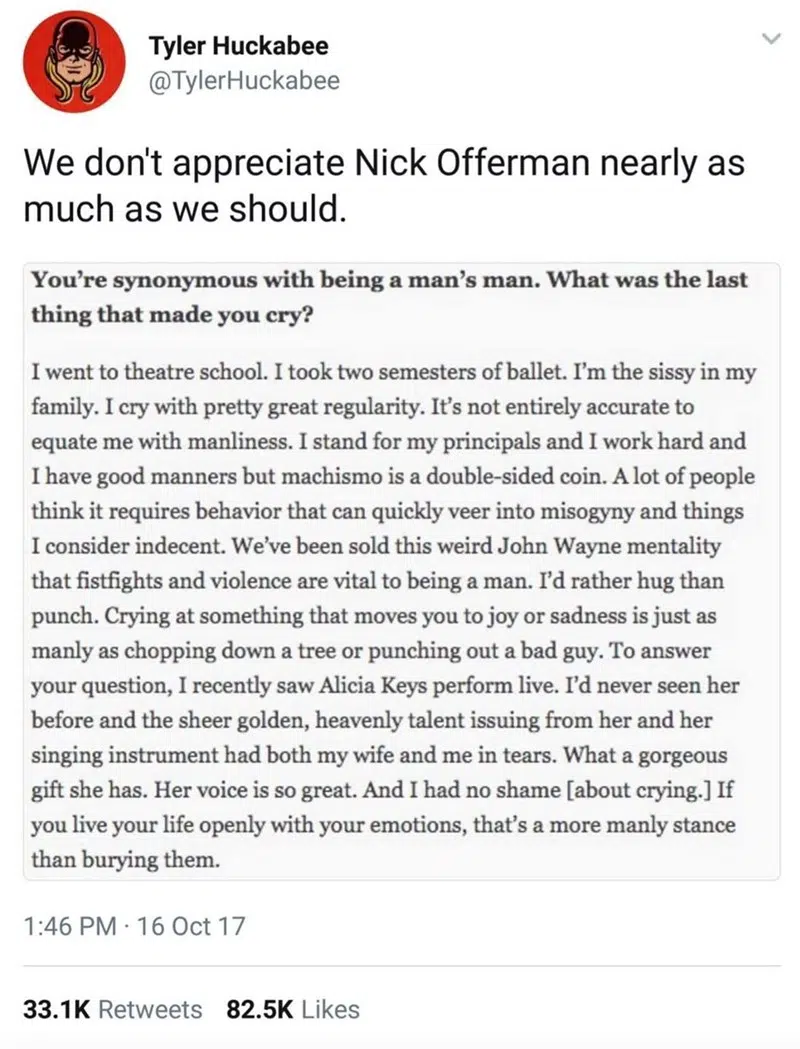 Tyler Huckabee
@TylerHuckabee
We don't appreciate Nick Offerman nearly as
much as we should.
You're synonymous with being a man's man. What was the last
thing that made you cry?
I went to theatre school. I took two semesters of ballet. I'm the sissy in my
family. I cry with pretty great regularity. It's not entirely accurate to
equate me with manliness. I stand for my principals and I work hard and
I have good manners but machismo is a double-sided coin. A lot of people
think it requires behavior that can quickly veer into misogyny and things
I consider indecent. We've been sold this weird John Wayne mentality
that fistfights and violence are vital to being a man. I'd rather hug than
punch. Crying at something that moves you to joy or sadness is just as
manly as chopping down a tree or punching out a bad guy. To answer
your question, I recently saw Alicia Keys perform live. I'd never seen her
before and the sheer golden, heavenly talent issuing from her and her
singing instrument had both my wife and me in tears. What a gorgeous
gift she has. Her voice is so great. And I had no shame [about crying.] If
you live your life openly with your emotions, that's a more manly stance
than burying them.
1:46 PM · 16 Oct 17
33.1K Retweets 82.5K Likes